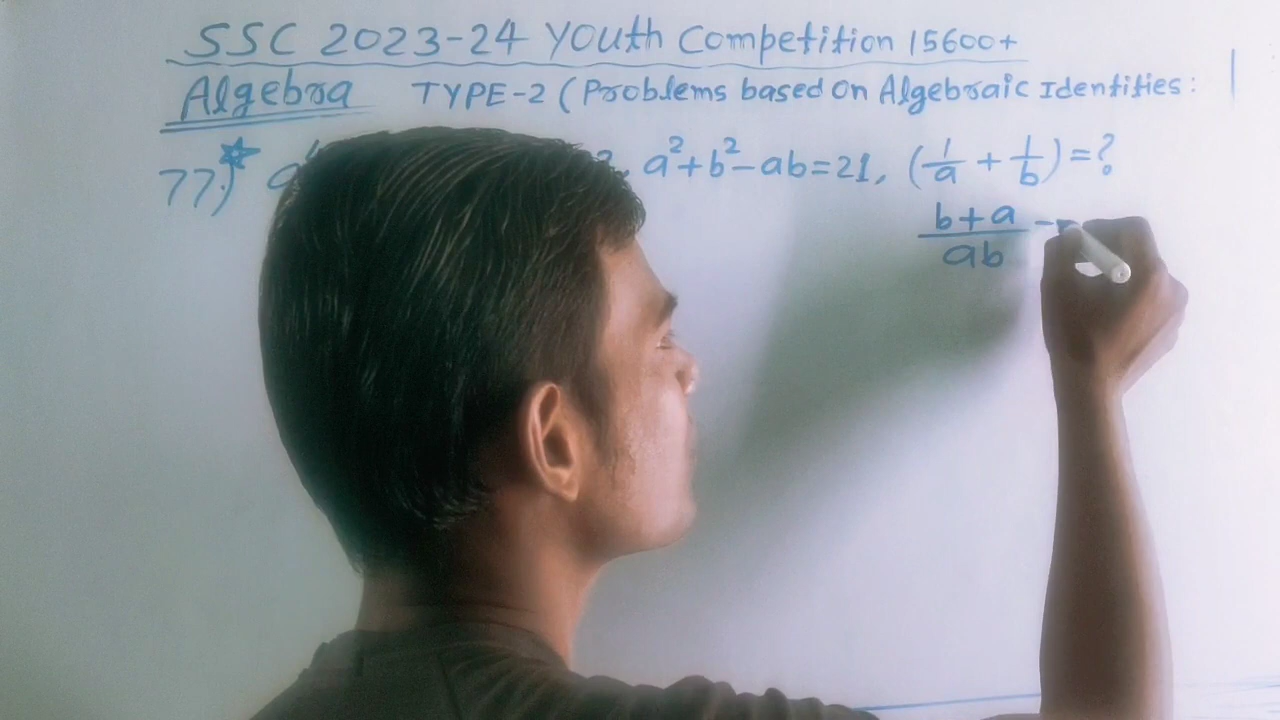 SSC 2023-24 Youth Competition 15600+
Algebra TYPE-2 (Problems based on Algebraic Identities:
77.) a a²+b²-ab=21, (1/a + 1/b)=?
b+a/ab